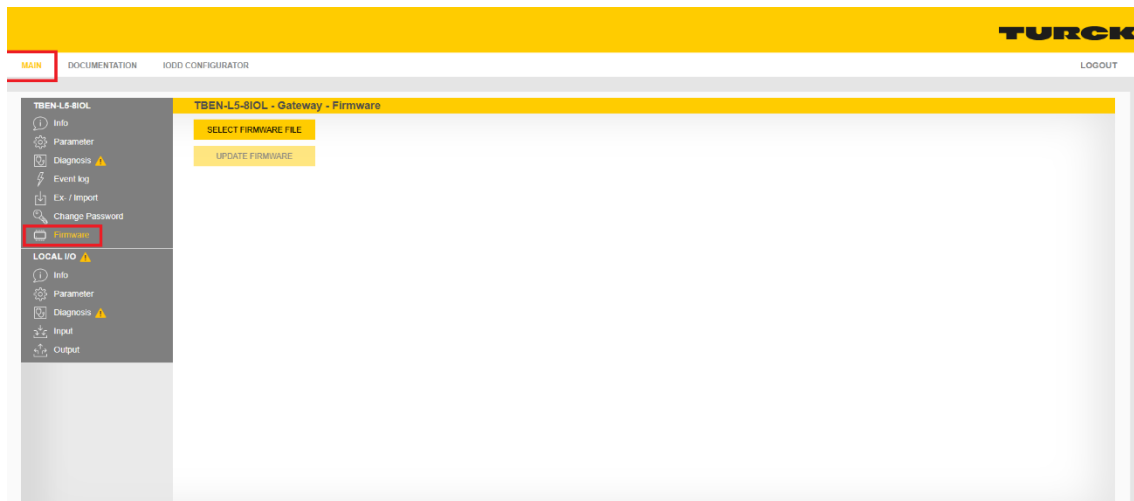 TURCK
MAIN DOCUMENTATION IODD CONFIGURATOR LOGOUT
TBEN-L5-8IOL
Info
Parameter
Diagnosis
Event log
Ex- / Import
Change Password
Firmware
LOCAL I/O
Info
Parameter
Diagnosis
Input
Output
TBEN-L5-8IOL - Gateway - Firmware
SELECT FIRMWARE FILE
UPDATE FIRMWARE